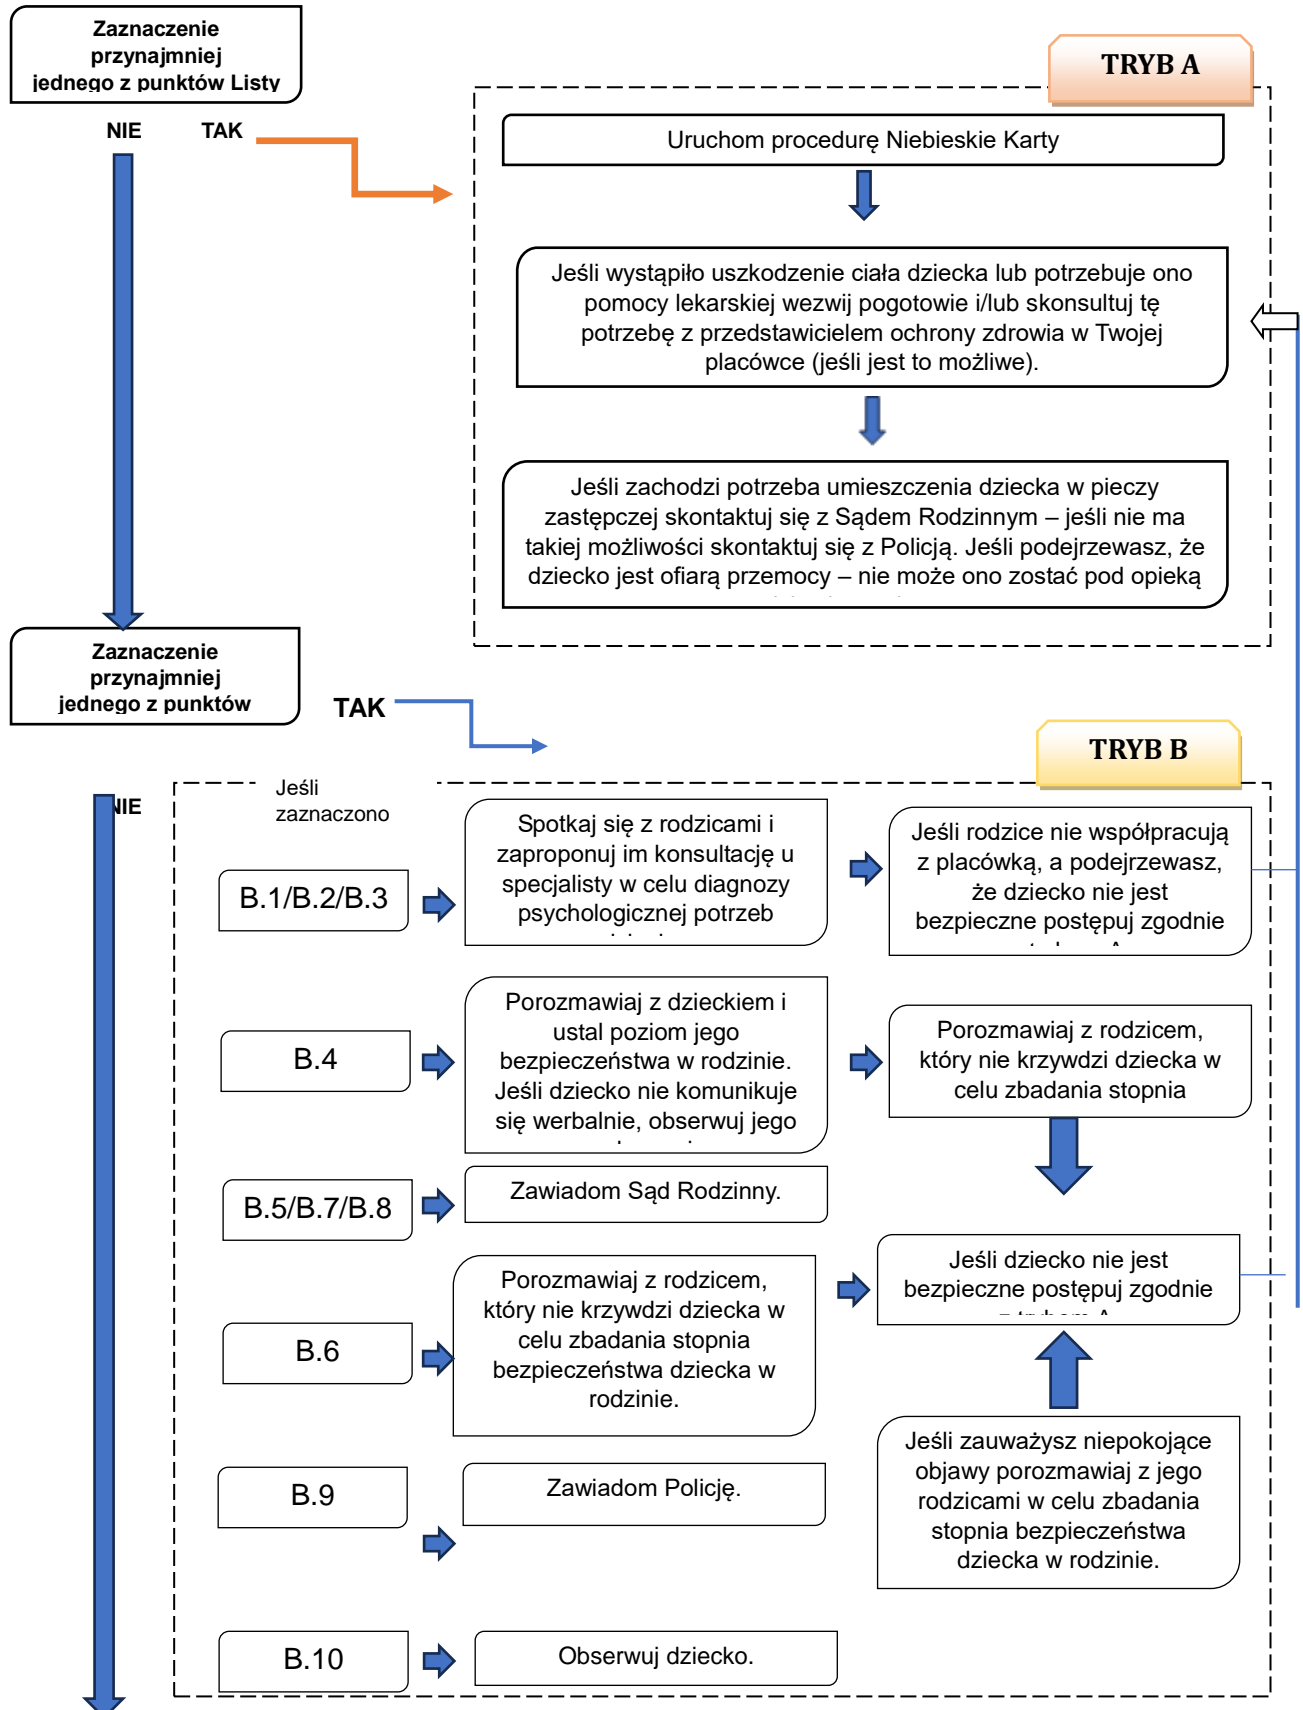 Zaznaczenie
przynajmniej
jednego z punktów Listy
NIE TAK
TRYB A
Uruchom procedurę Niebieskie Karty
Jeśli wystąpiło uszkodzenie ciała dziecka lub potrzebuje ono
pomocy lekarskiej wezwij pogotowie i/lub skonsultuj tę
potrzebę z przedstawicielem ochrony zdrowia w Twojej
placówce (jeśli jest to możliwe).
Jeśli zachodzi potrzeba umieszczenia dziecka w pieczy
zastępczej skontaktuj się z Sądem Rodzinnym – jeśli nie ma
takiej możliwości skontaktuj się z Policją. Jeśli podejrzewasz, że
dziecko jest ofiarą przemocy – nie może ono zostać pod opieką
Zaznaczenie
przynajmniej
jednego z punktów
TAK
TRYB B
NIE
Jeśli
zaznaczono
B.1/B.2/B.3
Spotkaj się z rodzicami i
zaproponuj im konsultację u
specjalisty w celu diagnozy
psychologicznej potrzeb
Jeśli rodzice nie współpracują
z placówką, a podejrzewasz,
że dziecko nie jest
bezpieczne postępuj zgodnie
B.4
Porozmawiaj z dzieckiem i
ustal poziom jego
bezpieczeństwa w rodzinie.
Jeśli dziecko nie komunikuje
się werbalnie, obserwuj jego
Porozmawiaj z rodzicem,
który nie krzywdzi dziecka w
celu zbadania stopnia
B.5/B.7/B.8
Zawiadom Sąd Rodzinny.
B.6
Porozmawiaj z rodzicem,
który nie krzywdzi dziecka w
celu zbadania stopnia
bezpieczeństwa dziecka w
rodzinie.
Jeśli dziecko nie jest
bezpieczne postępuj zgodnie
z trybem A
Jeśli zauważysz niepokojące
objawy porozmawiaj z jego
rodzicami w celu zbadania
stopnia bezpieczeństwa
dziecka w rodzinie.
B.9
Zawiadom Policję.
B.10
Obserwuj dziecko.